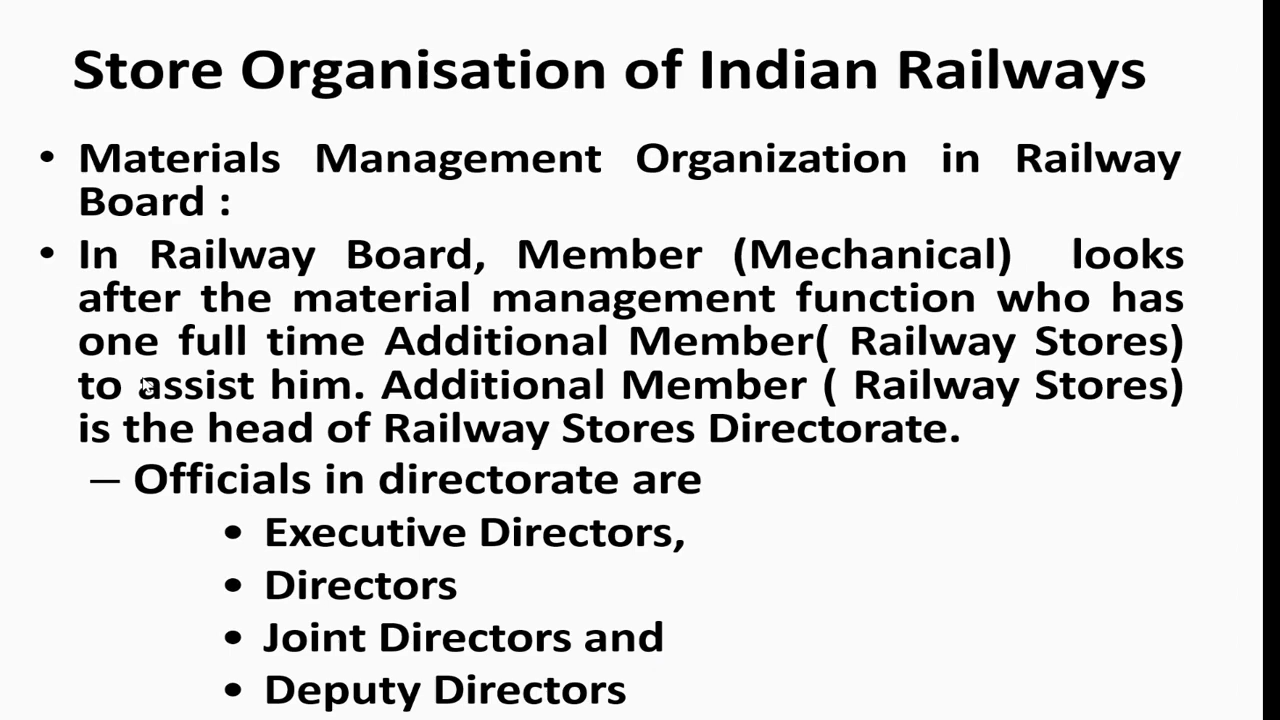 Store Organisation of Indian Railways
• Materials Management Organization in Railway
Board :
• In Railway Board, Member (Mechanical) looks
after the material management function who has
one full time Additional Member( Railway Stores)
to assist him. Additional Member ( Railway Stores)
is the head of Railway Stores Directorate.
– Officials in directorate are
• Executive Directors,
• Directors
• Joint Directors and
• Deputy Directors